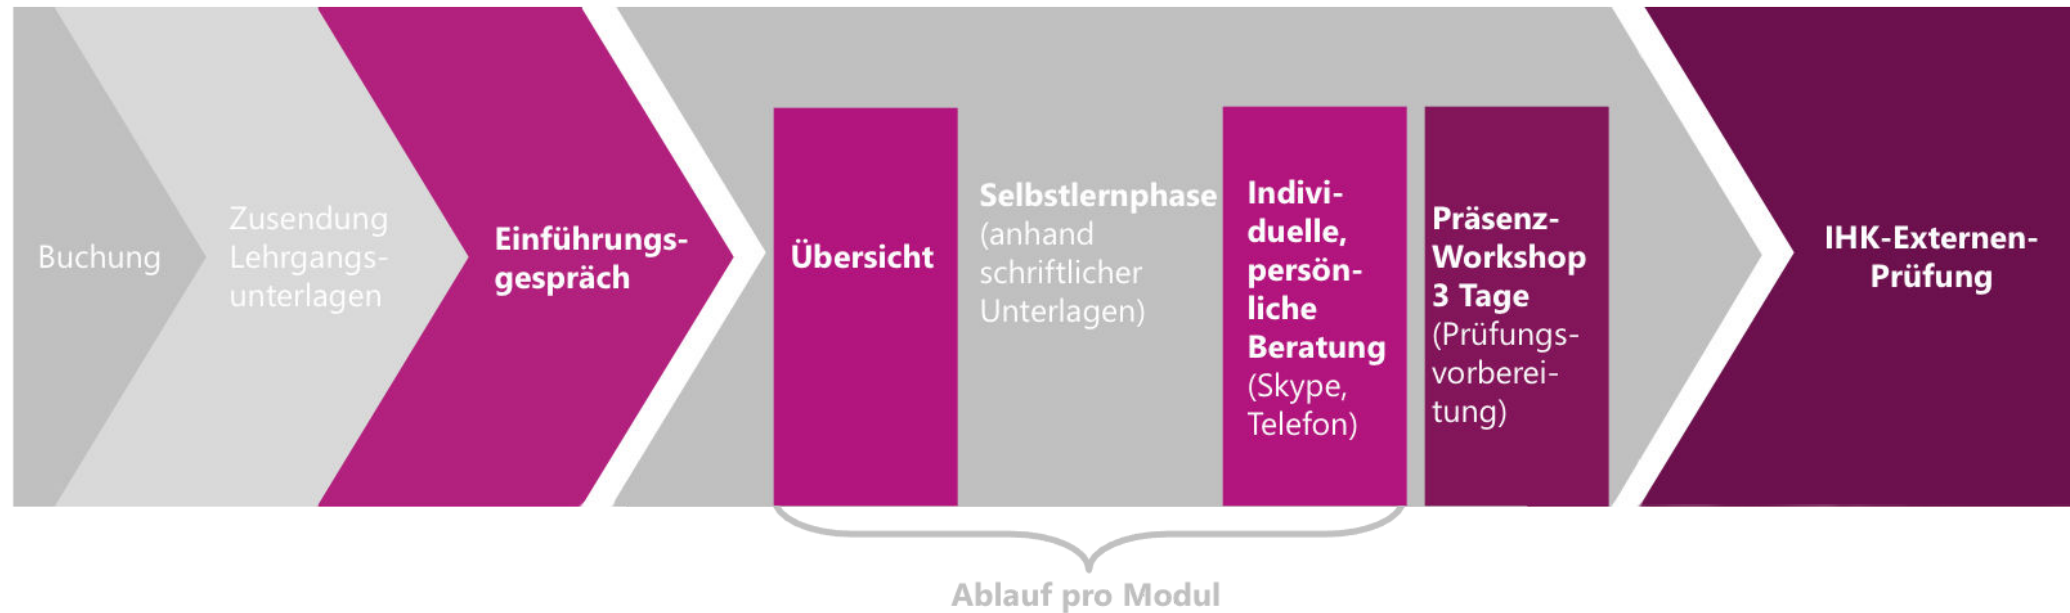 Buchung
Zusendung
Lehrgangs-
unterlagen
Einführungs-
gespräch
Übersicht
Selbstlernphase
(anhand
schriftlicher
Unterlagen)
Indivi-
duelle,
persön-
liche
Beratung
(Skype,
Telefon)
Präsenz-
Workshop
3 Tage
(Prüfungs-
vorberei-
tung)
IHK-Externen-
Prüfung
Ablauf pro Modul